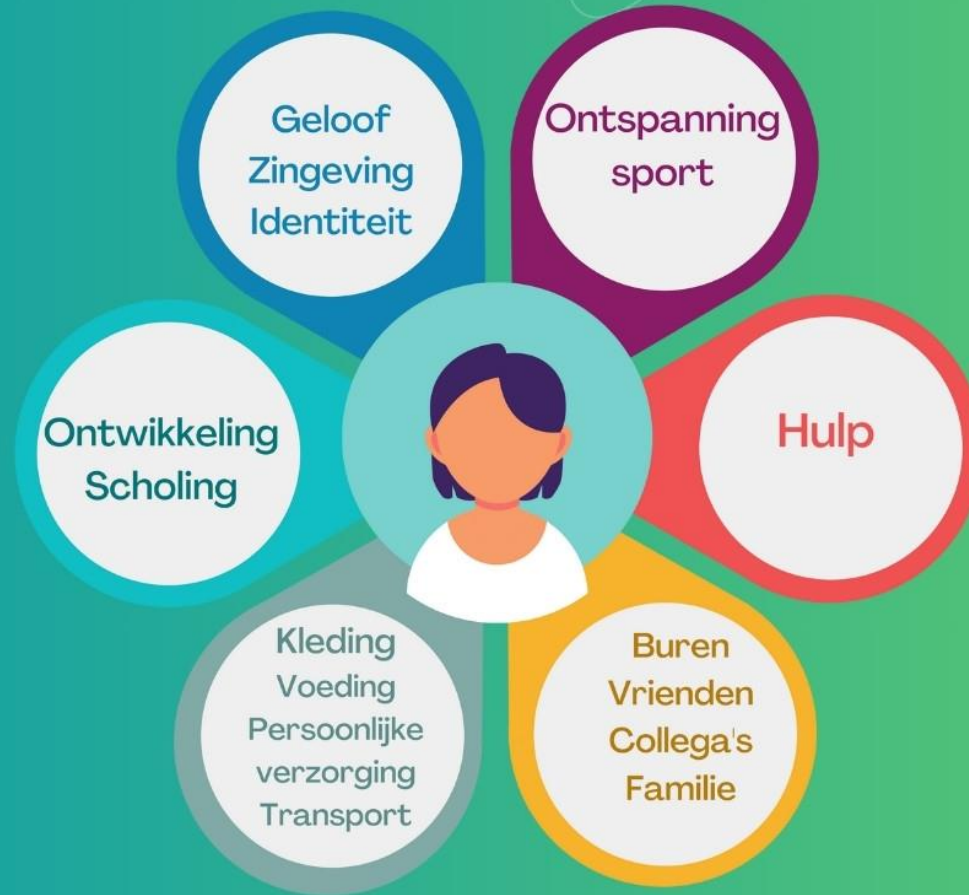 Geloof
Zingeving
Identiteit
Ontspanning
sport
Ontwikkeling
Scholing
Hulp
Kleding
Voeding
Persoonlijke
verzorging
Transport
Buren
Vrienden
Collega's
Familie